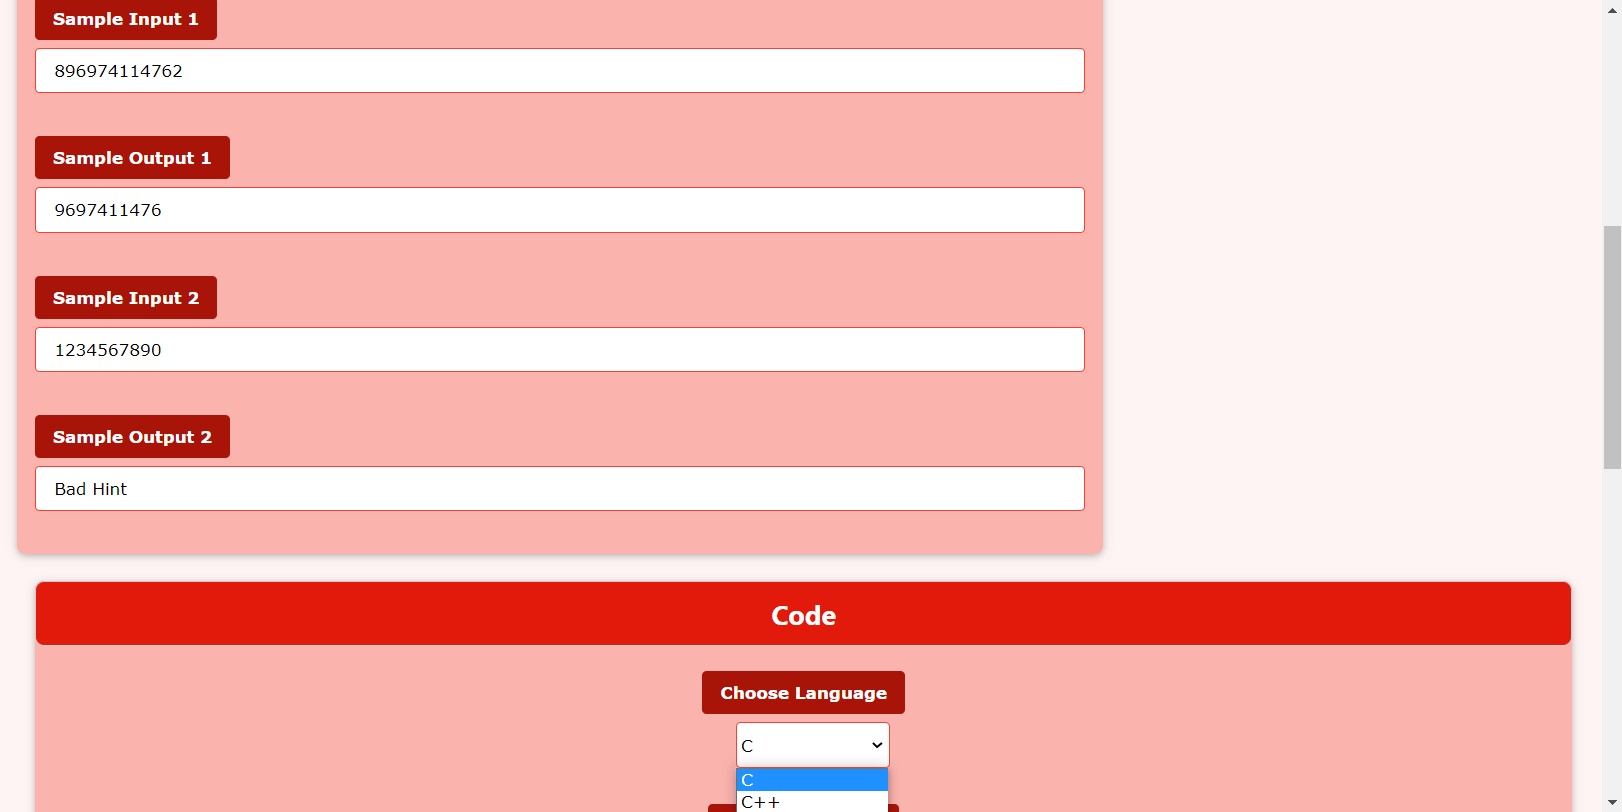 Sample Input 1
896974114762
Sample Output 1
9697411476
Sample Input 2
1234567890
Sample Output 2
Bad Hint
Code
Choose Language
C
C
C++